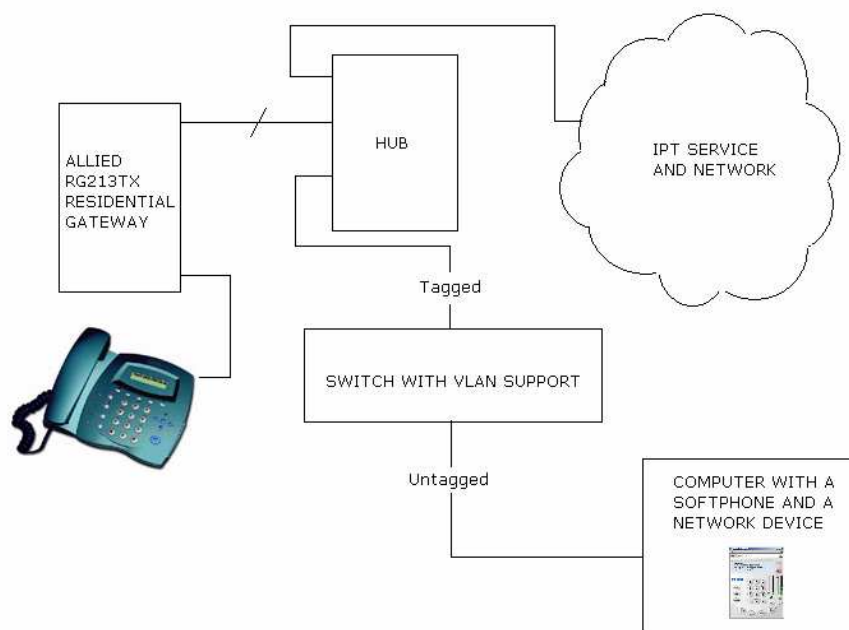 ALLIED
RG213TX
RESIDENTIAL
GATEWAY
HUB
IPT SERVICE
AND NETWORK
Tagged
SWITCH WITH VLAN SUPPORT
Untagged
COMPUTER WITH A
SOFTPHONE AND A
NETWORK DEVICE